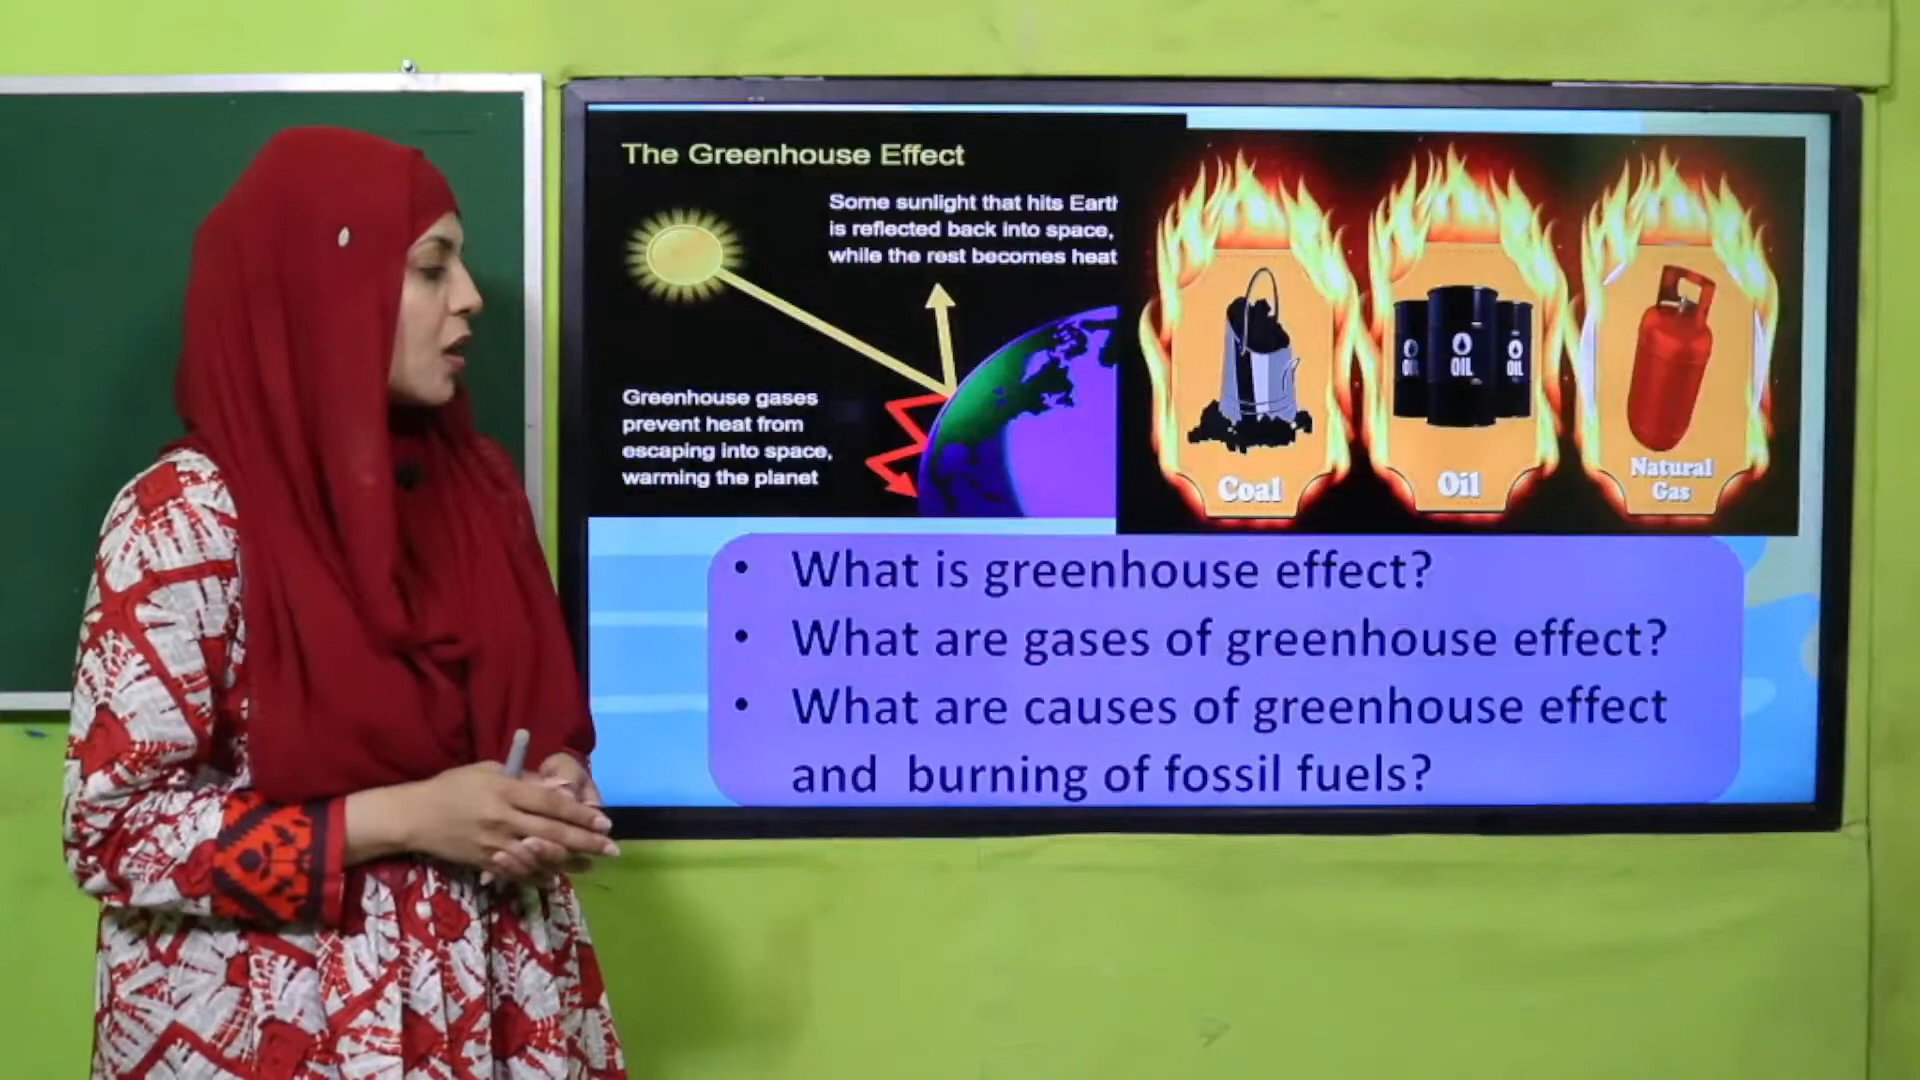 The Greenhouse Effect
Some sunlight that hits Earth
is reflected back into space,
while the rest becomes heat
Greenhouse gases
prevent heat from
escaping into space,
warming the planet
Coal
OIL
OIL
OIL
Oil
Natural
Gas
• What is greenhouse effect?
• What are gases of greenhouse effect?
• What are causes of greenhouse effect
and burning of fossil fuels?